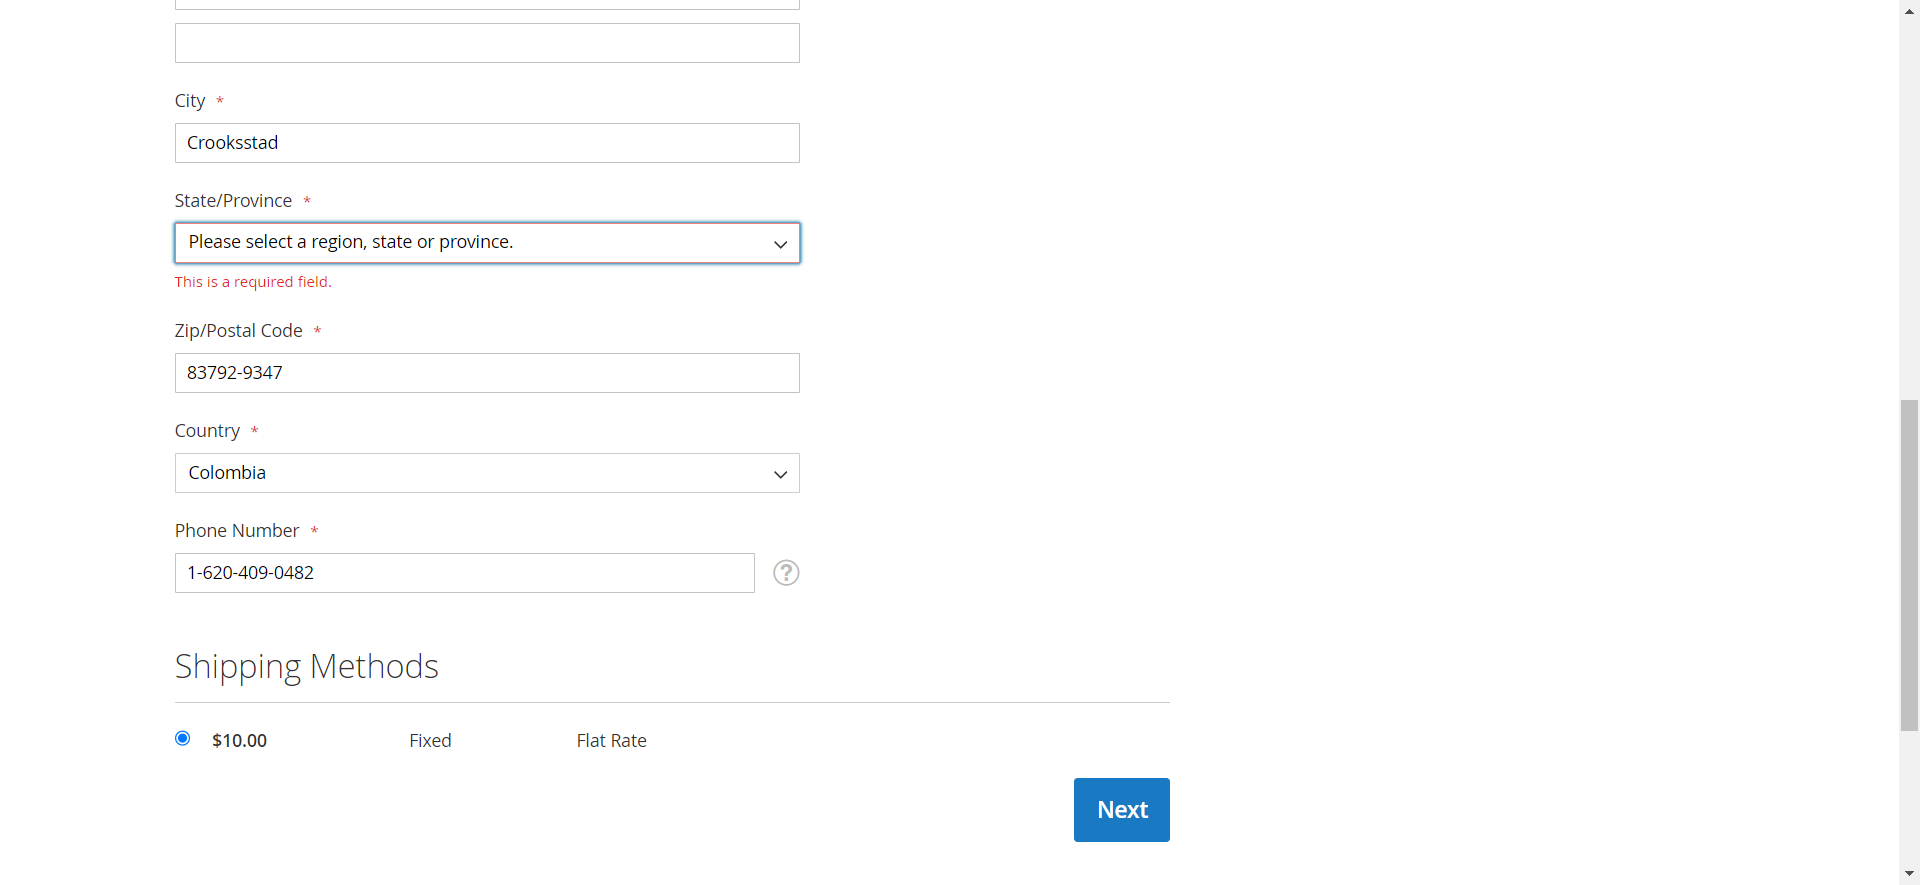 City *
Crooksstad
State/Province *
Please select a region, state or province.
This is a required field.
Zip/Postal Code *
83792-9347
Country *
Colombia
Phone Number *
1-620-409-0482
?
Shipping Methods
$10.00 Fixed Flat Rate
Next